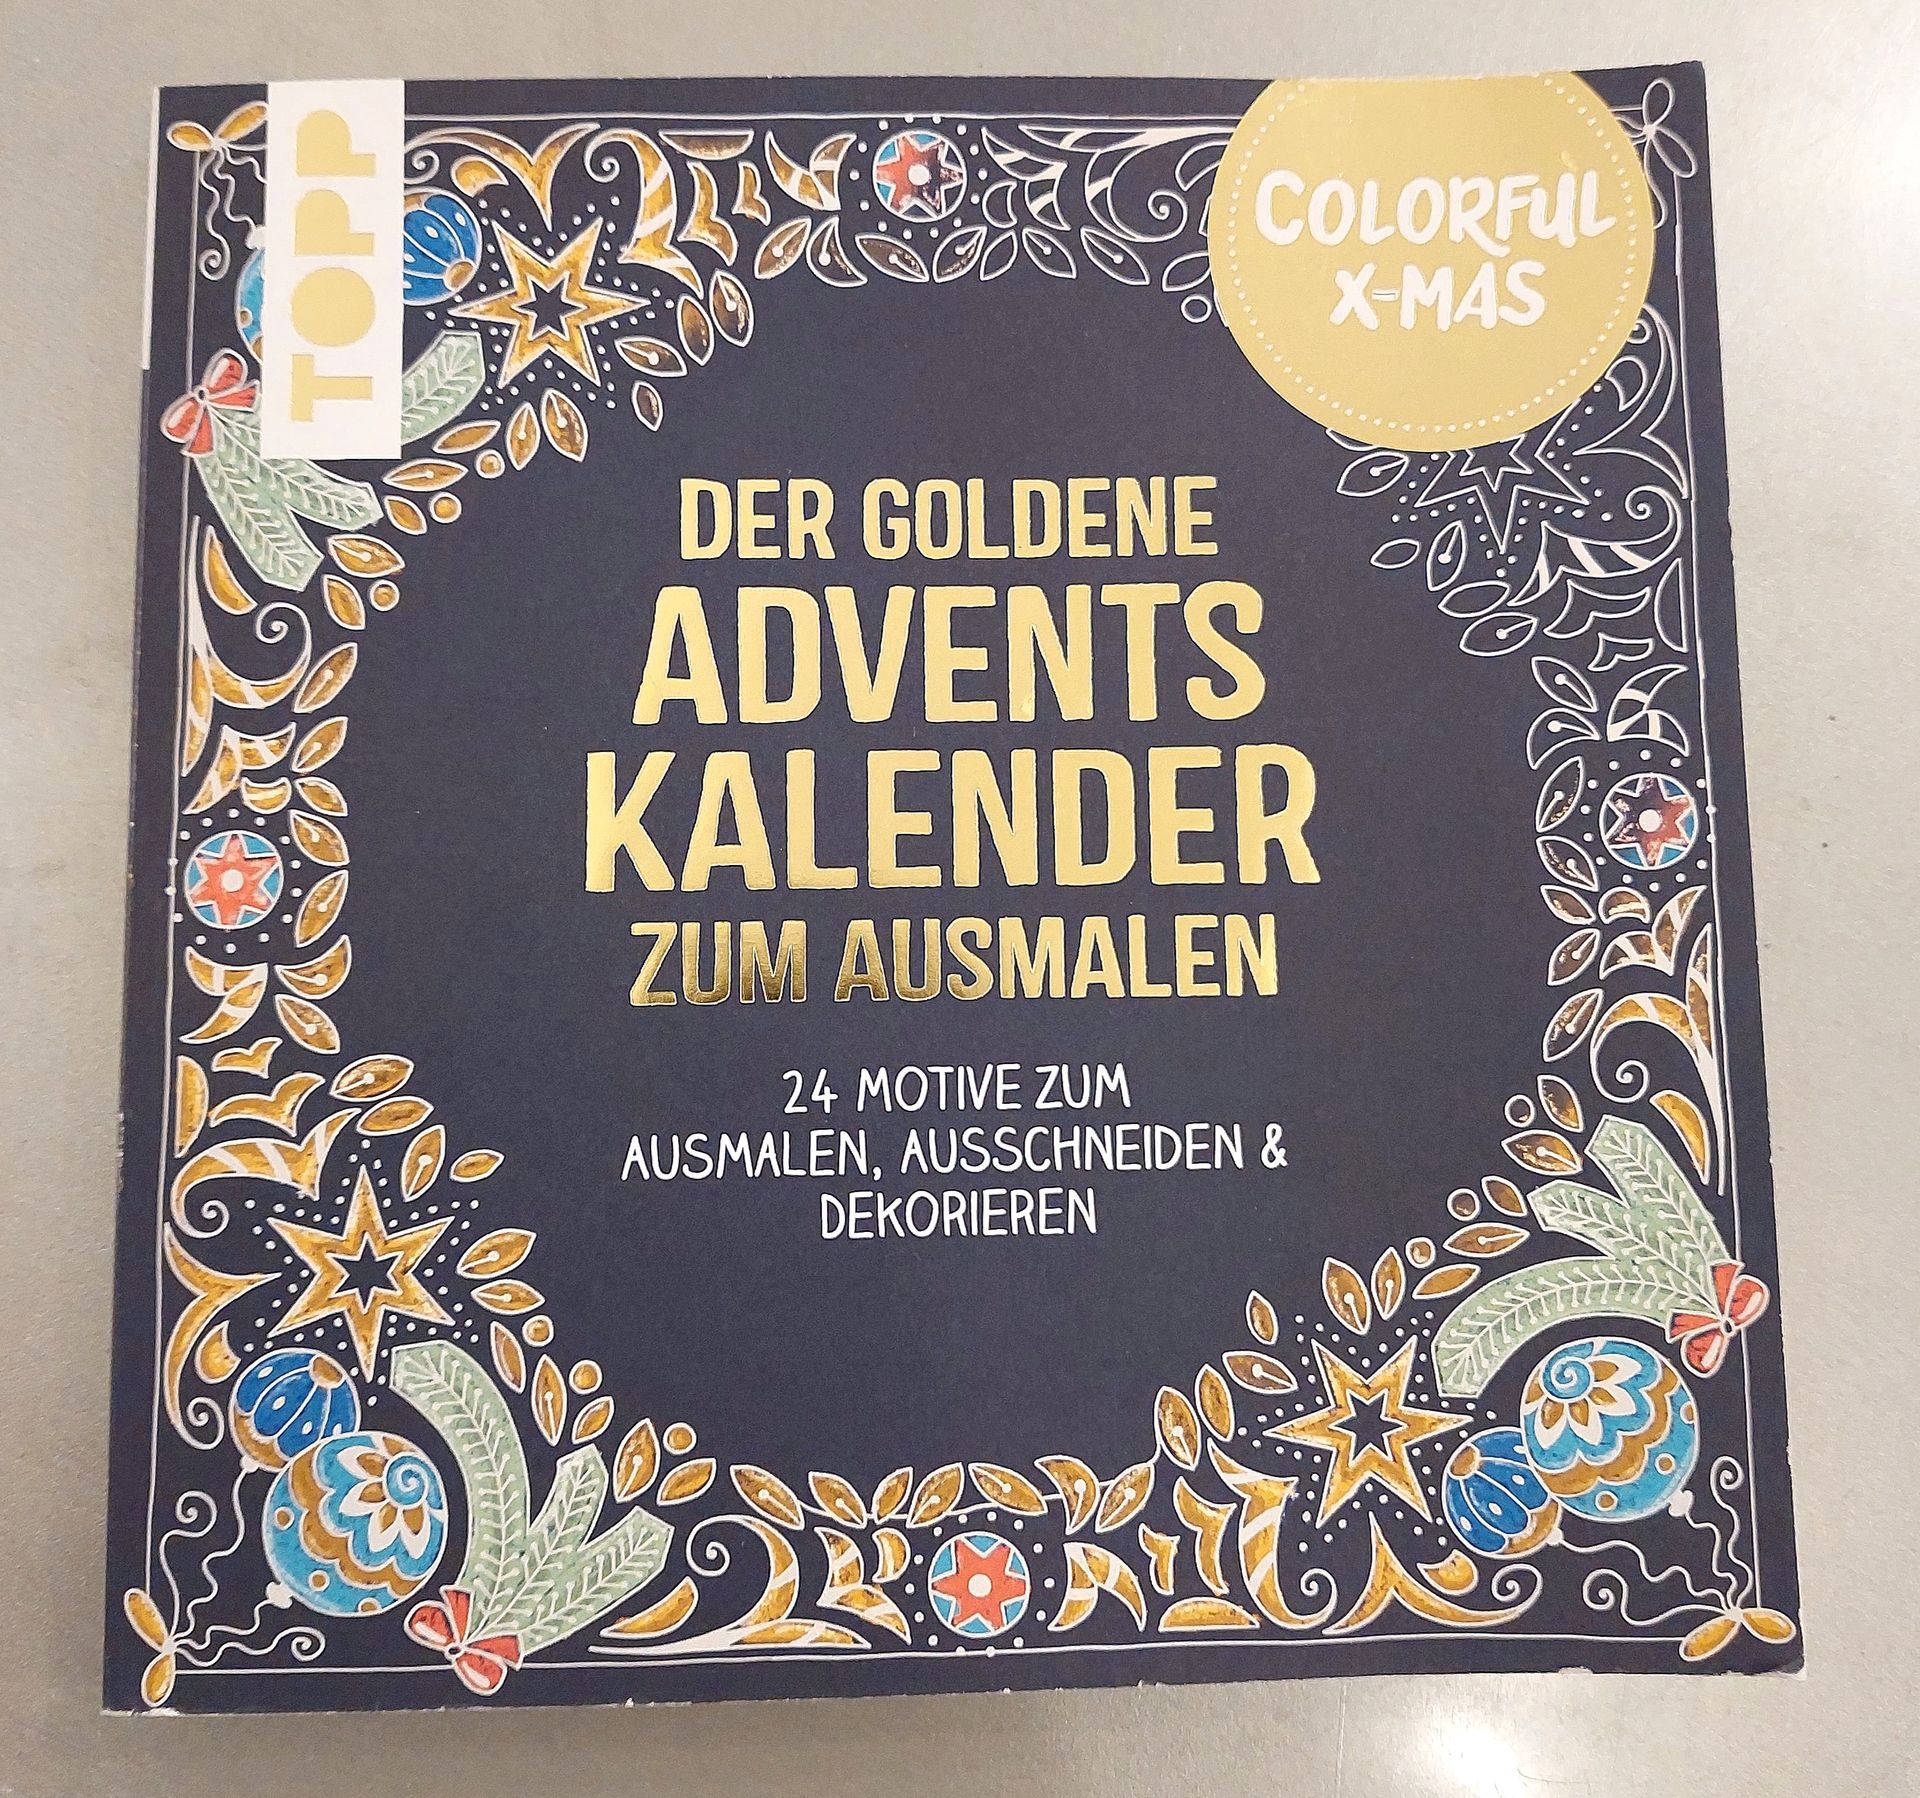 TOPP
COLORFUL
X-MAS
DER GOLDENE
ADVENTS
KALENDER
ZUM AUSMALEN
24 MOTIVE ZUM
AUSMALEN, AUSSCHNEIDEN &
DEKORIEREN